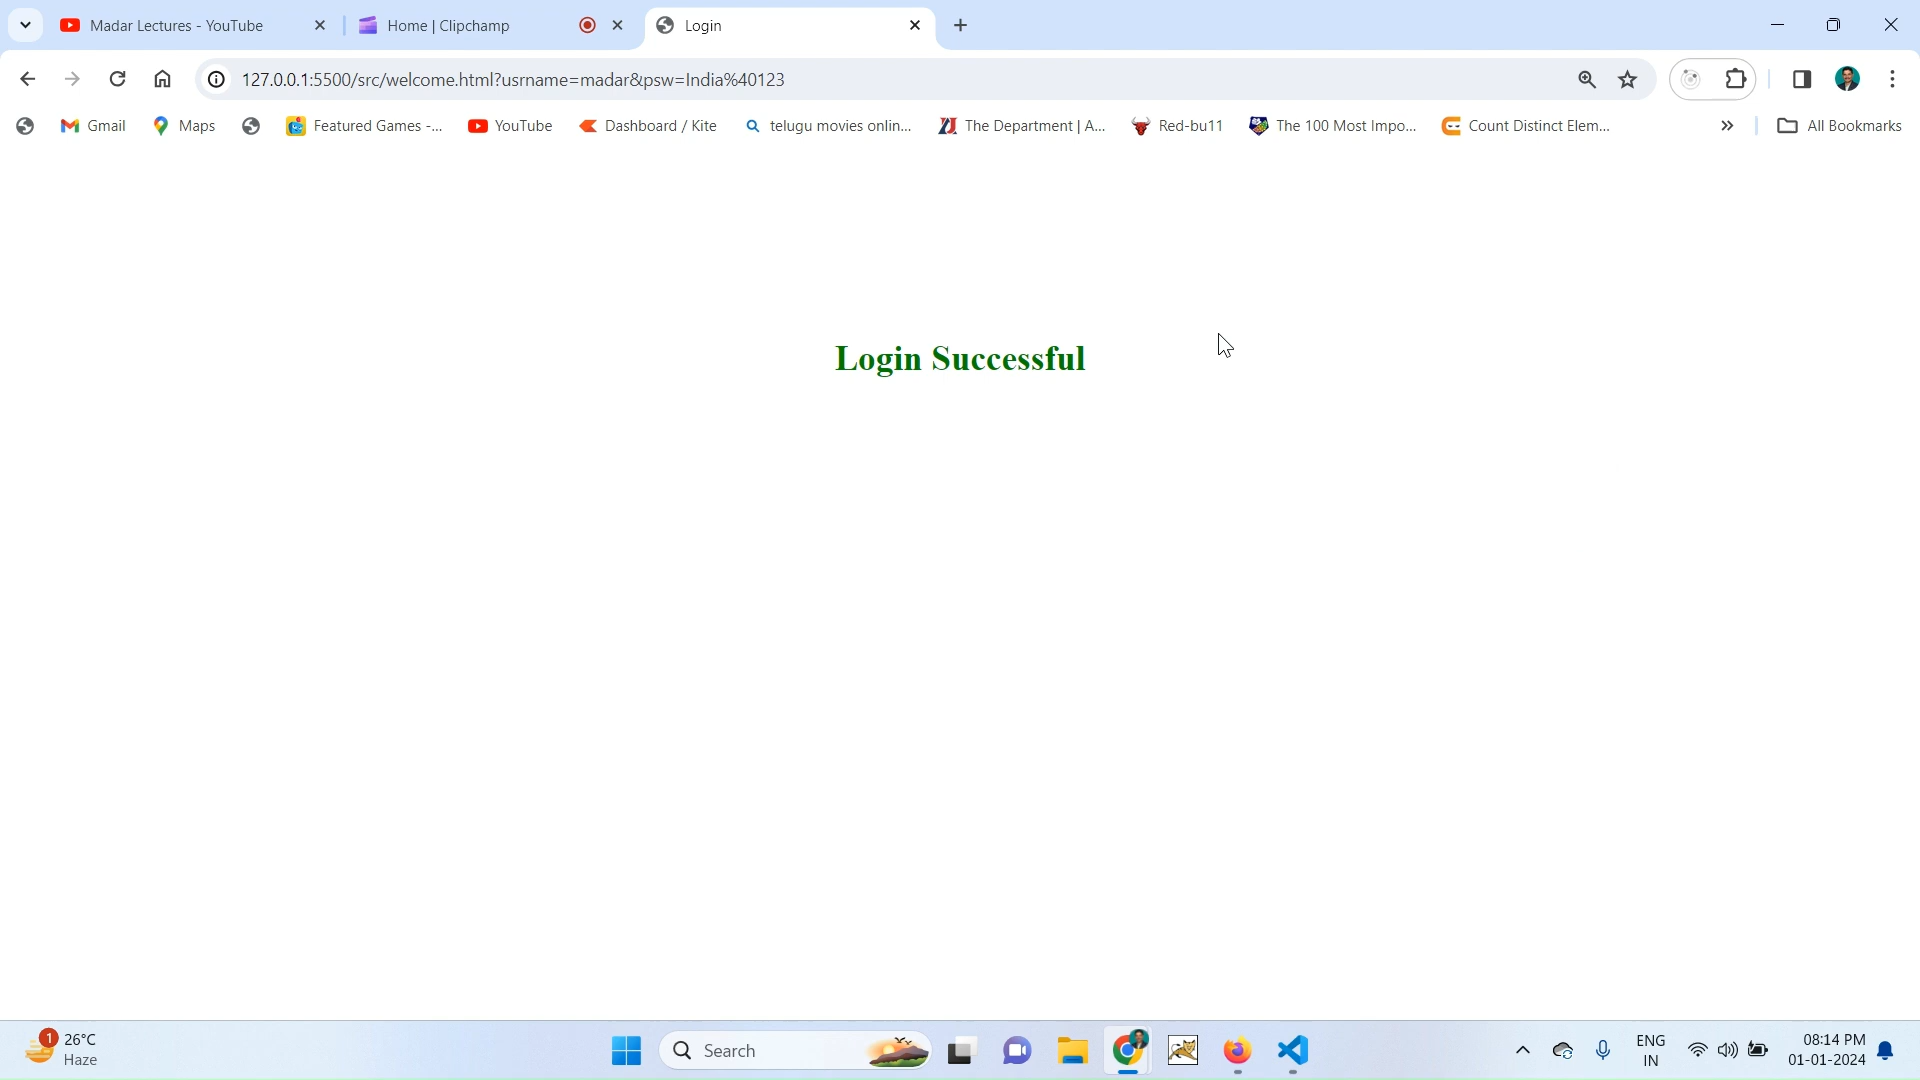 Madar Lectures - YouTube
Home | Clipchamp
Login
127.0.0.1:5500/src/welcome.html?usrname=madar&psw=India%40123
Gmail
Maps
Featured Games -...
YouTube
Dashboard / Kite
telugu movies onlin...
The Department | A...
Red-bu11
The 100 Most Impo...
Count Distinct Elem...
All Bookmarks
Login Successful
1
26°C
Haze
Search
ENG
IN
08:14 PM
01-01-2024